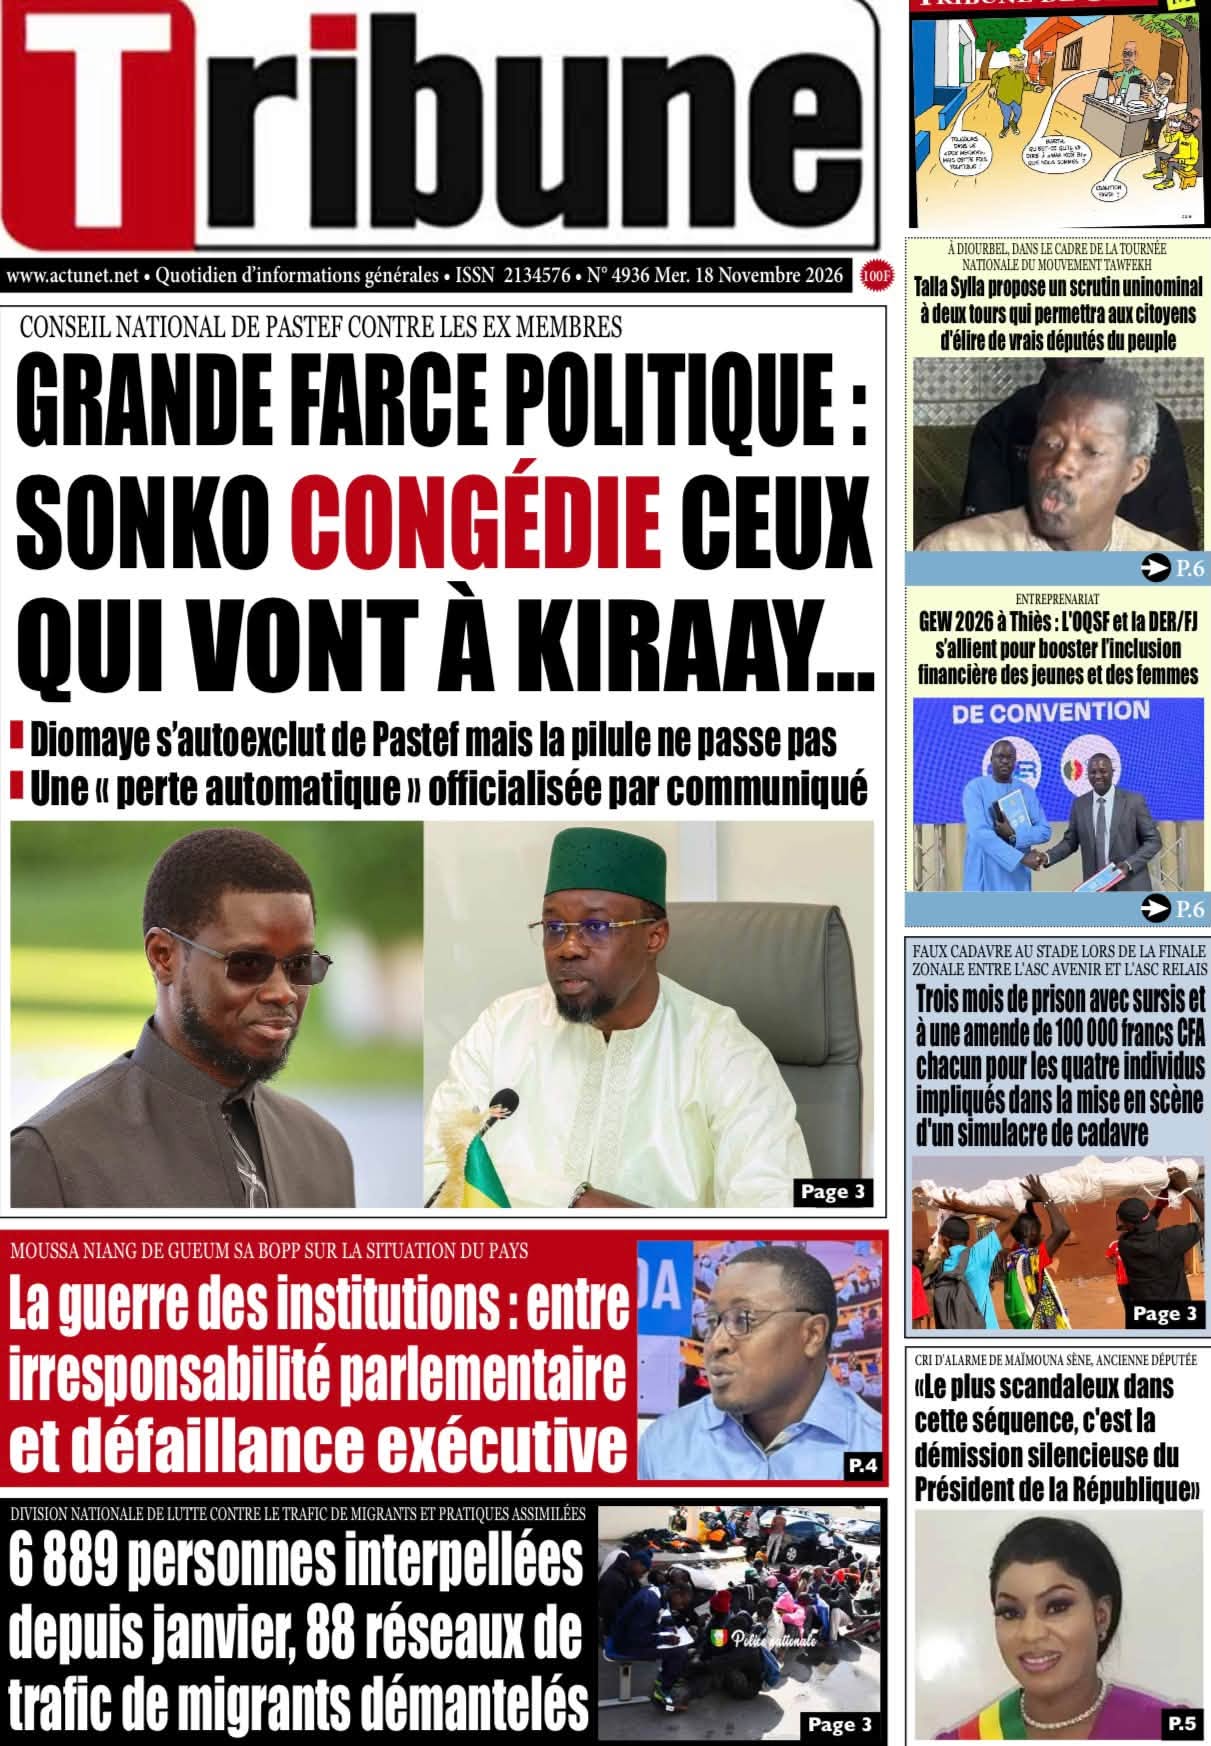 Tribune
www.actunet.net • Quotidien d'informations générales • ISSN 2134576 • N° 4936 Mer. 18 Novembre 2026
100F
CONSEIL NATIONAL DE PASTEF CONTRE LES EX MEMBRES
GRANDE FARCE POLITIQUE :
SONKO CONGÉDIE CEUX
QUI VONT À KIRAAY...
Diomaye s'autoexclut de Pastef mais la pilule ne passe pas
Une « perte automatique » officialisée par communiqué
Page 3
MOUSSA NIANG DE GUEUM SA BOPP SUR LA SITUATION DU PAYS
La guerre des institutions : entre
irresponsabilité parlementaire
et défaillance exécutive
DA
P.4
DIVISION NATIONALE DE LUTTE CONTRE LE TRAFIC DE MIGRANTS ET PRATIQUES ASSIMILÉES
6 889 personnes interpellées
depuis janvier, 88 réseaux de
trafic de migrants démantelés
Police nationale
Page 3
À DIOURBEL, DANS LE CADRE DE LA TOURNÉE
NATIONALE DU MOUVEMENT TAWFEKH
Talla Sylla propose un scrutin uninominal
à deux tours qui permettra aux citoyens
d'élire de vrais députés du peuple
P.6
ENTREPRENARIAT
GEW 2026 à Thiès : L'OQSF et la DER/FJ
s'allient pour booster l'inclusion
financière des jeunes et des femmes
DE CONVENTION
P.6
FAUX CADAVRE AU STADE LORS DE LA FINALE
ZONALE ENTRE L'ASC AVENIR ET L'ASC RELAIS
Trois mois de prison avec sursis et
à une amende de 100 000 francs CFA
chacun pour les quatre individus
impliqués dans la mise en scène
d'un simulacre de cadavre
Page 3
CRI D'ALARME DE MAÏMOUNA SÈNE, ANCIENNE DÉPUTÉE
«Le plus scandaleux dans
cette séquence, c'est la
démission silencieuse du
Président de la République»
P.5